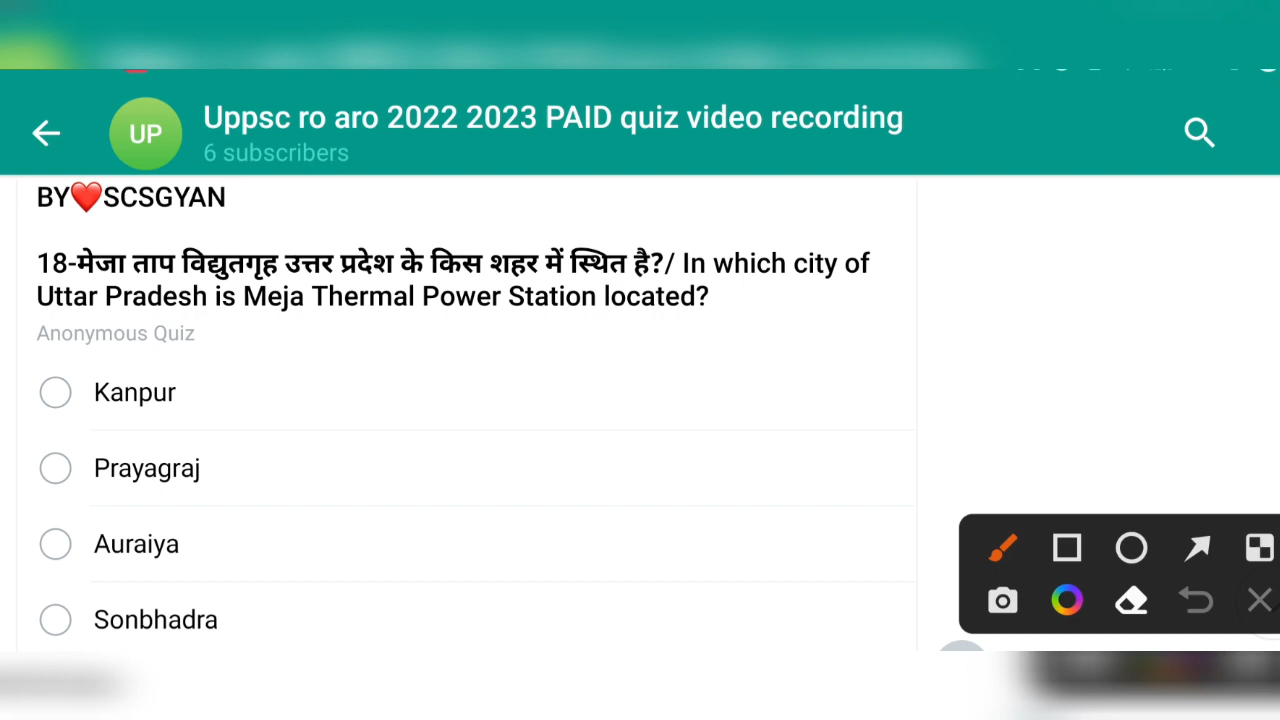 Uppsc ro aro 2022 2023 PAID quiz video recording
UP
6 subscribers
BY❤️SCSGYAN
18-मेजा ताप विद्युतगृह उत्तर प्रदेश के किस शहर में स्थित है?/ In which city of
Uttar Pradesh is Meja Thermal Power Station located?
Anonymous Quiz
Kanpur
Prayagraj
Auraiya
Sonbhadra